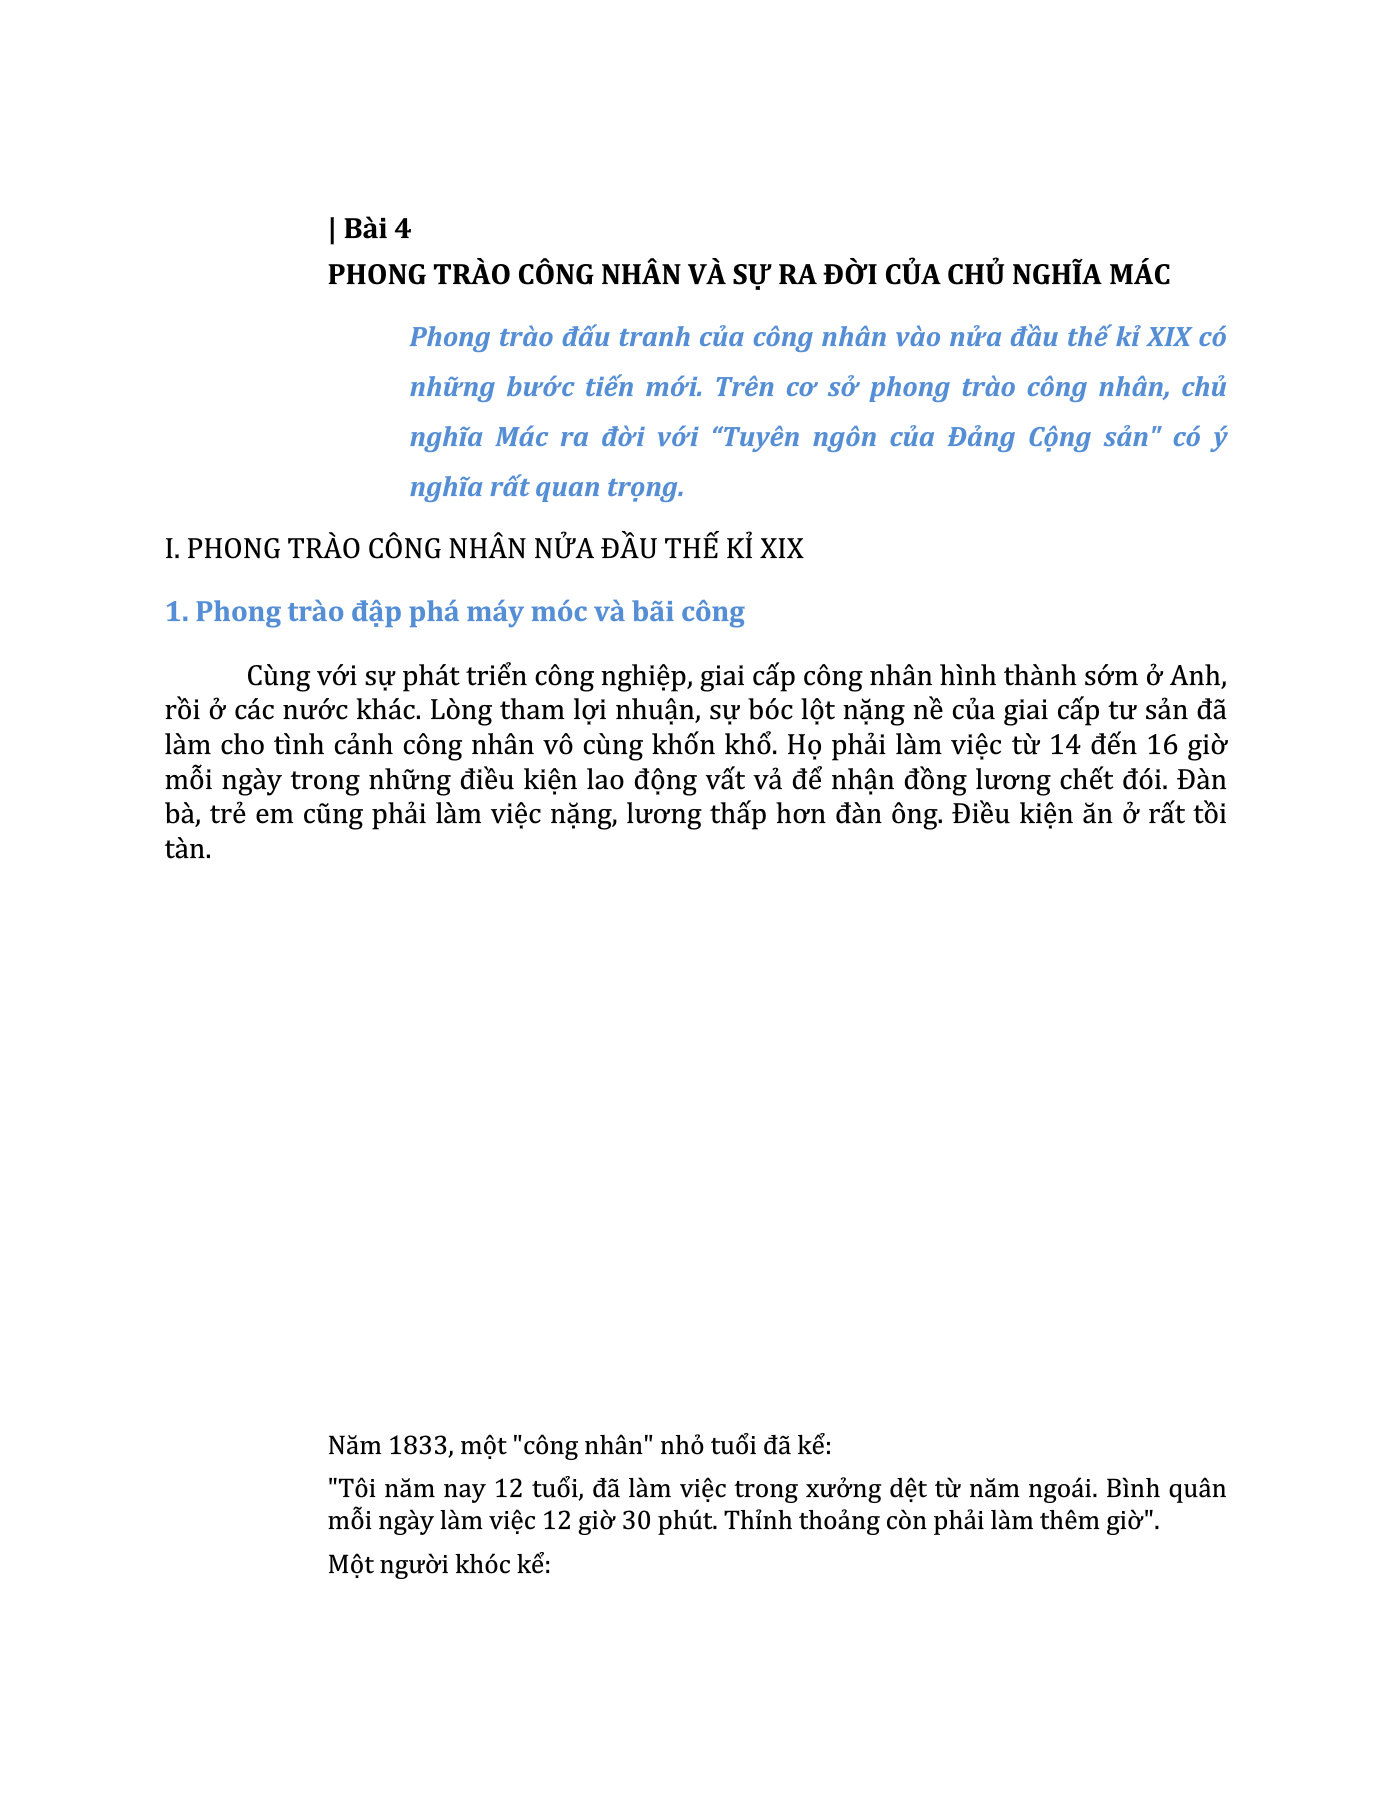 | Bài 4
PHONG TRÀO CÔNG NHÂN VÀ SỰ RA ĐỜI CỦA CHỦ NGHĨA MÁC
Phong trào đấu tranh của công nhân vào nửa đầu thế kỉ XIX có
những bước tiến mới. Trên cơ sở phong trào công nhân, chủ
nghĩa Mác ra đời với “Tuyên ngôn của Đảng Cộng sản" có ý
nghĩa rất quan trọng.
I. PHONG TRÀO CÔNG NHÂN NỬA ĐẦU THẾ KỈ XIX
1. Phong trào đập phá máy móc và bãi công
Cùng với sự phát triển công nghiệp, giai cấp công nhân hình thành sớm ở Anh,
rồi ở các nước khác. Lòng tham lợi nhuận, sự bóc lột nặng nề của giai cấp tư sản đã
làm cho tình cảnh công nhân vô cùng khốn khổ. Họ phải làm việc từ 14 đến 16 giờ
mỗi ngày trong những điều kiện lao động vất vả để nhận đồng lương chết đói. Đàn
bà, trẻ em cũng phải làm việc nặng, lương thấp hơn đàn ông. Điều kiện ăn ở rất tồi
tàn.
Năm 1833, một "công nhân" nhỏ tuổi đã kể:
"Tôi năm nay 12 tuổi, đã làm việc trong xưởng dệt từ năm ngoái. Bình quân
mỗi ngày làm việc 12 giờ 30 phút. Thỉnh thoảng còn phải làm thêm giờ".
Một người khóc kể: